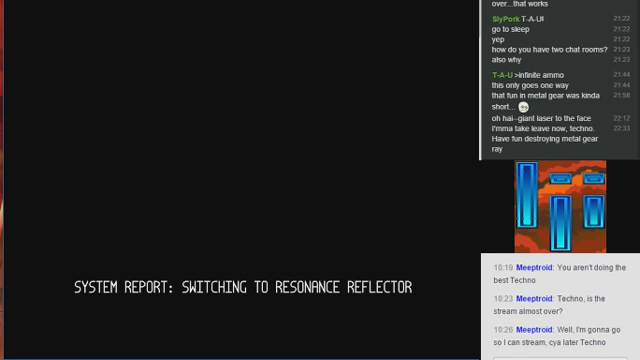 over...that works
SlyPork T-A-U!
21:22
go to sleep
21:22
yep
21:22
how do you have two chat rooms?
21:23
also why
21:23
T-A-U >infinite ammo
21:44
this only goes one way
21:44
that fun in metal gear was kinda
21:58
short...
oh hai--giant laser to the face
22:12
I'mma take leave now, techno.
22:33
Have fun destroying metal gear
ray
SYSTEM REPORT: SWITCHING TO RESONANCE REFLECTOR
10:19 Meeptroid: You aren't doing the
best Techno
10:23 Meeptroid: Techno, is the
stream almost over?
10:26 Meeptroid: Well, I'm gonna go
so I can stream, cya later Techno